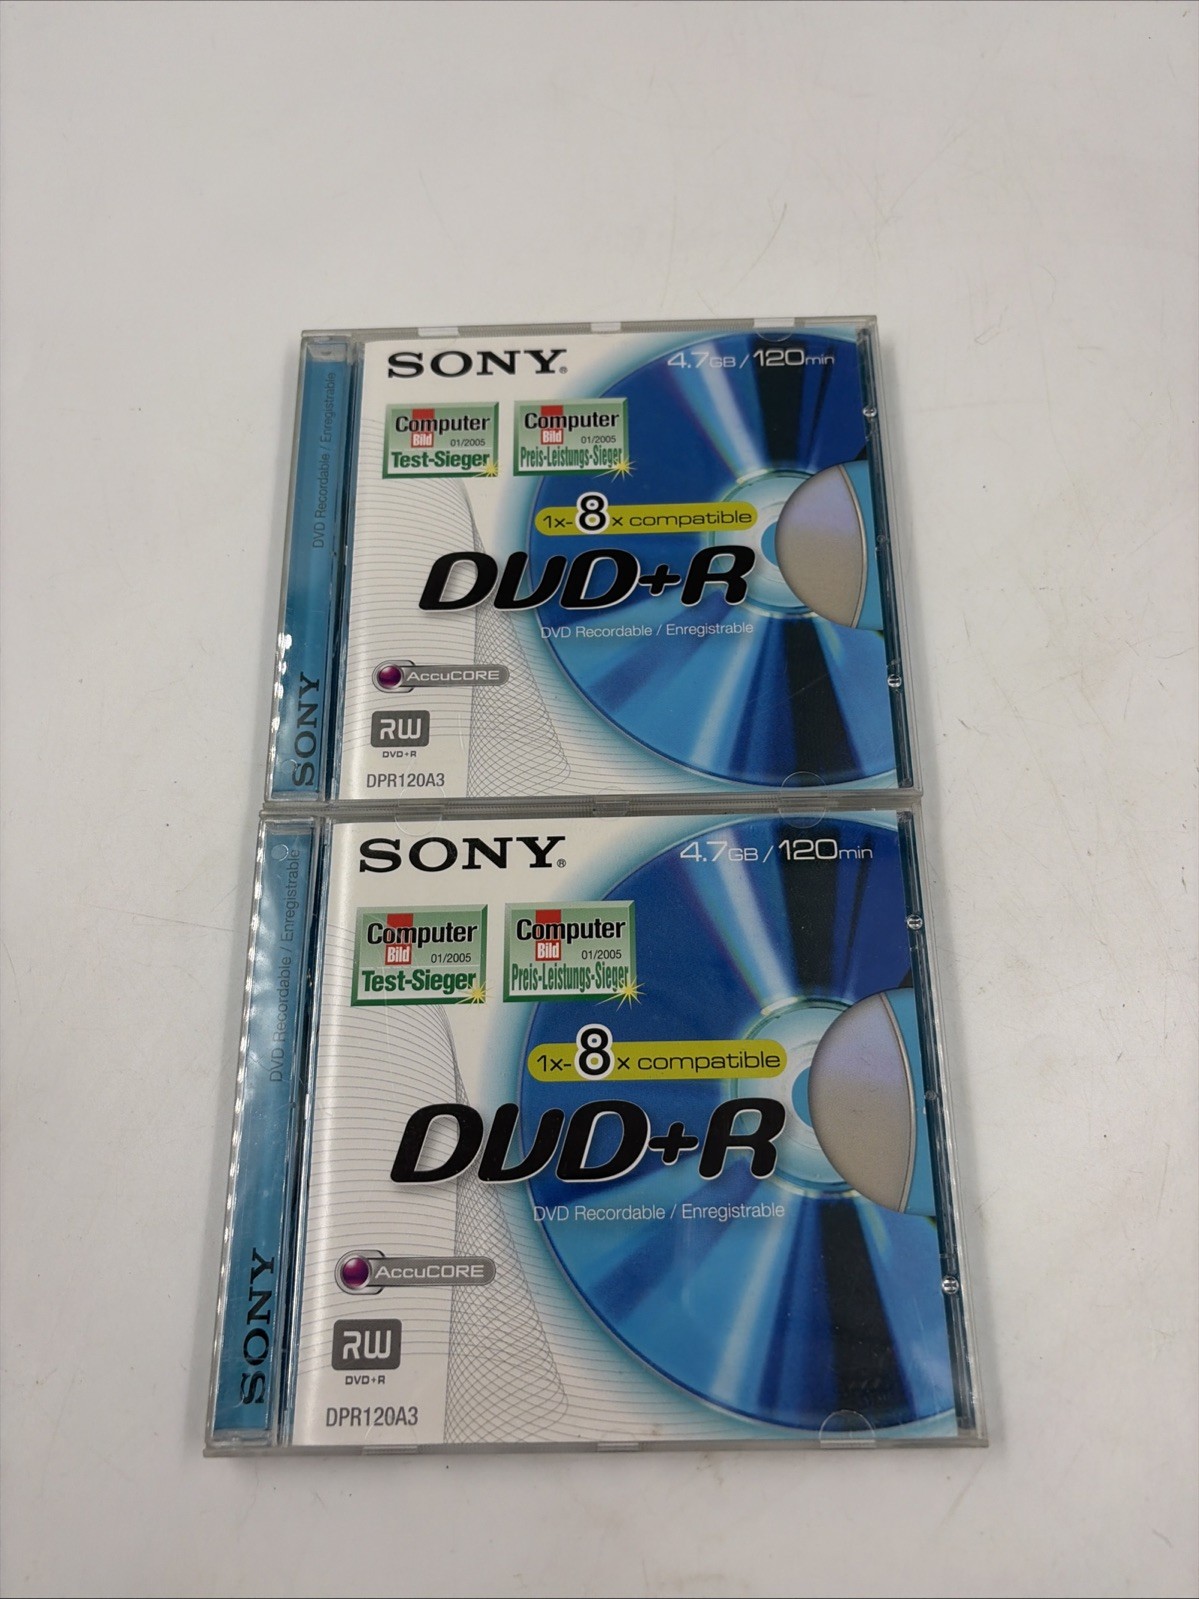 SONY®
4.7GB / 120min
Computer
Bild
01/2005
Test-Sieger
Computer
Bild
01/2005
Preis-Leistungs-Sieger
1x-8x compatible
DVD+R
DVD Recordable / Enregistrable
AccuCORE
RW
DVD+R
DPR120A3
DVD Recordable / Enregistrable
SONY
SONY®
4.7GB / 120min
Computer
Bild
01/2005
Test-Sieger
Computer
Bild
01/2005
Preis-Leistungs-Sieger
1x-8x compatible
DVD+R
DVD Recordable / Enregistrable
AccuCORE
RW
DVD+R
DPR120A3
DVD Recordable / Enregistrable
SONY